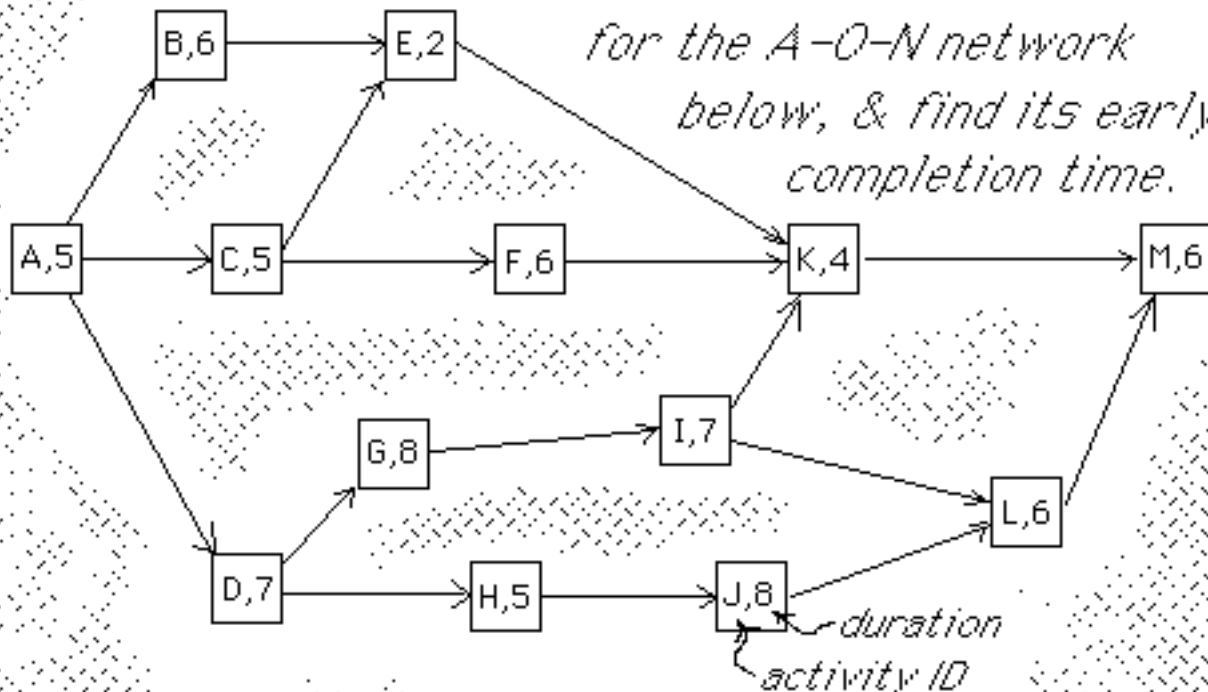 for the A-O-N network
below, & find its early
completion time.
B,6
E,2
A,5
C,5
F,6
K,4
M,6
G,8
I,7
L,6
D,7
H,5
J,8
duration
activity ID